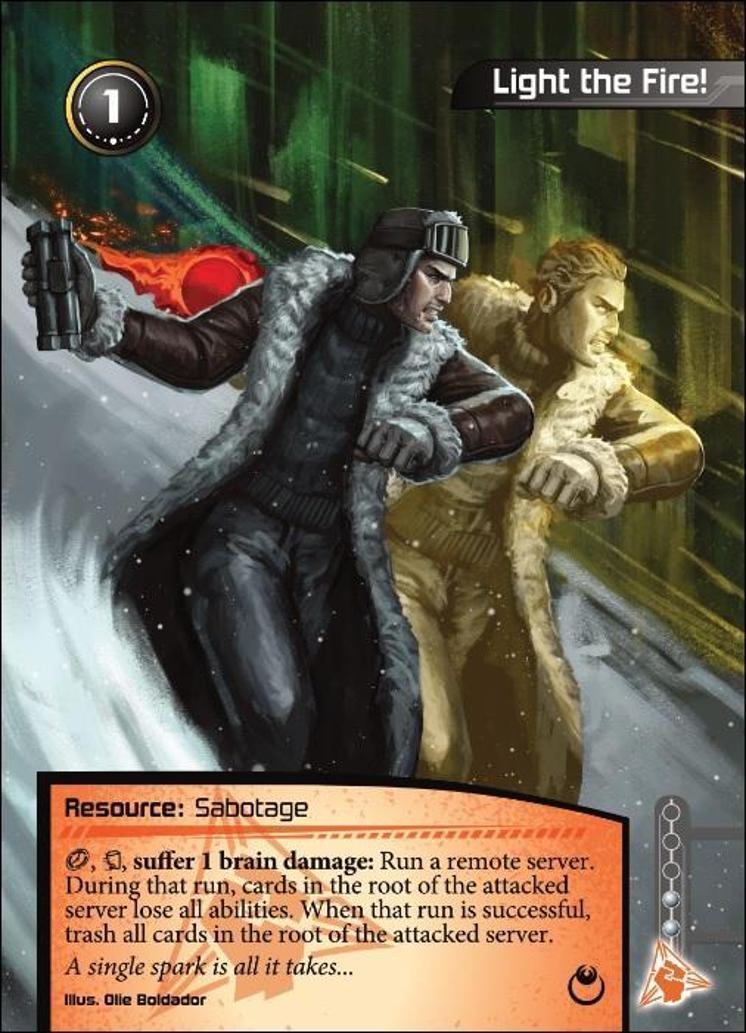 1
Light the Fire!
Resource: Sabotage
, , suffer 1 brain damage: Run a remote server.
During that run, cards in the root of the attacked
server lose all abilities. When that run is successful,
trash all cards in the root of the attacked server.
A single spark is all it takes...
Illus. Olie Boldador